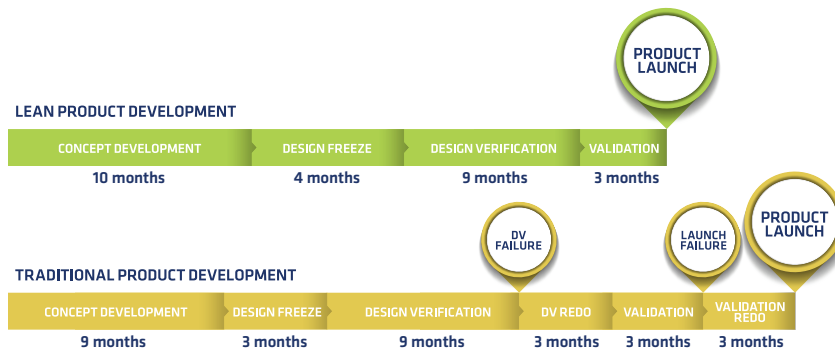 PRODUCT
LAUNCH
LEAN PRODUCT DEVELOPMENT
CONCEPT DEVELOPMENT
DESIGN FREEZE
DESIGN VERIFICATION
VALIDATION
10 months
4 months
9 months
3 months
DV
FAILURE
LAUNCH
FAILURE
PRODUCT
LAUNCH
TRADITIONAL PRODUCT DEVELOPMENT
CONCEPT DEVELOPMENT
DESIGN FREEZE
DESIGN VERIFICATION
DV REDO
VALIDATION
VALIDATION
REDO
9 months
3 months
9 months
3 months
3 months
3 months